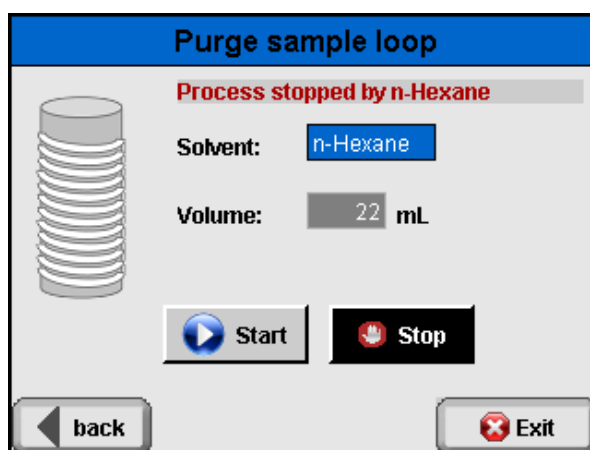 Purge sample loop
Process stopped by n-Hexane
Solvent: n-Hexane
Volume: 22 mL
Start Stop
back Exit